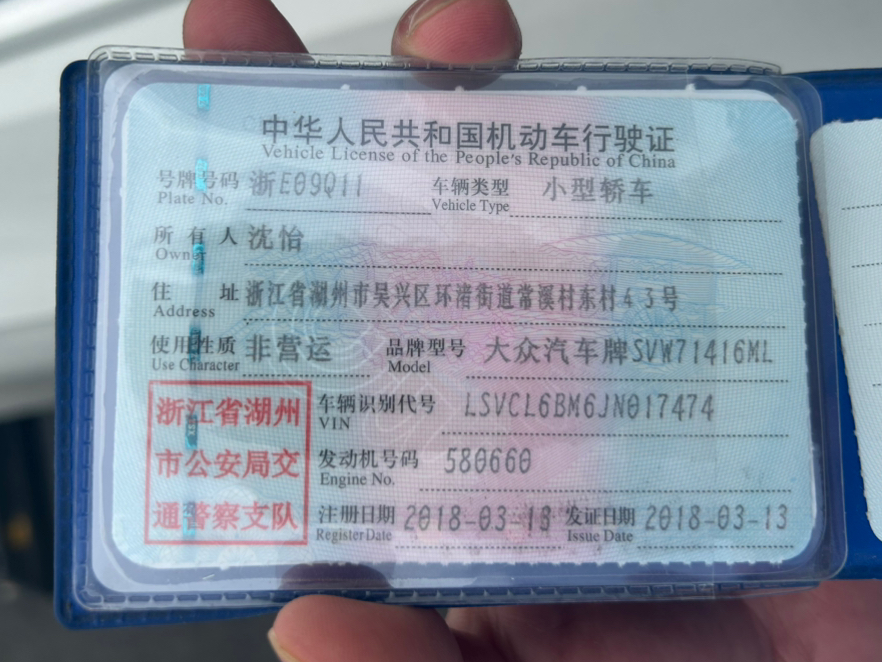 中华人民共和国机动车行驶证
Vehicle License of the People's Republic of China
号牌号码 浙E09Q11 车辆类型 小型轿车
Plate No. Vehicle Type
所有人 沈怡
Owner
住址 浙江省湖州市吴兴区环渚街道常溪村东村43号
Address
使用性质 非营运 品牌型号 大众汽车牌SVW71416ML
Use Character Model
浙江省湖州 车辆识别代号 LSVCL6BM6JN017474
VIN
市公安局交 发动机号码 580660
Engine No.
通警察支队 注册日期 2018-03-13 发证日期 2018-03-13
Register Date Issue Date